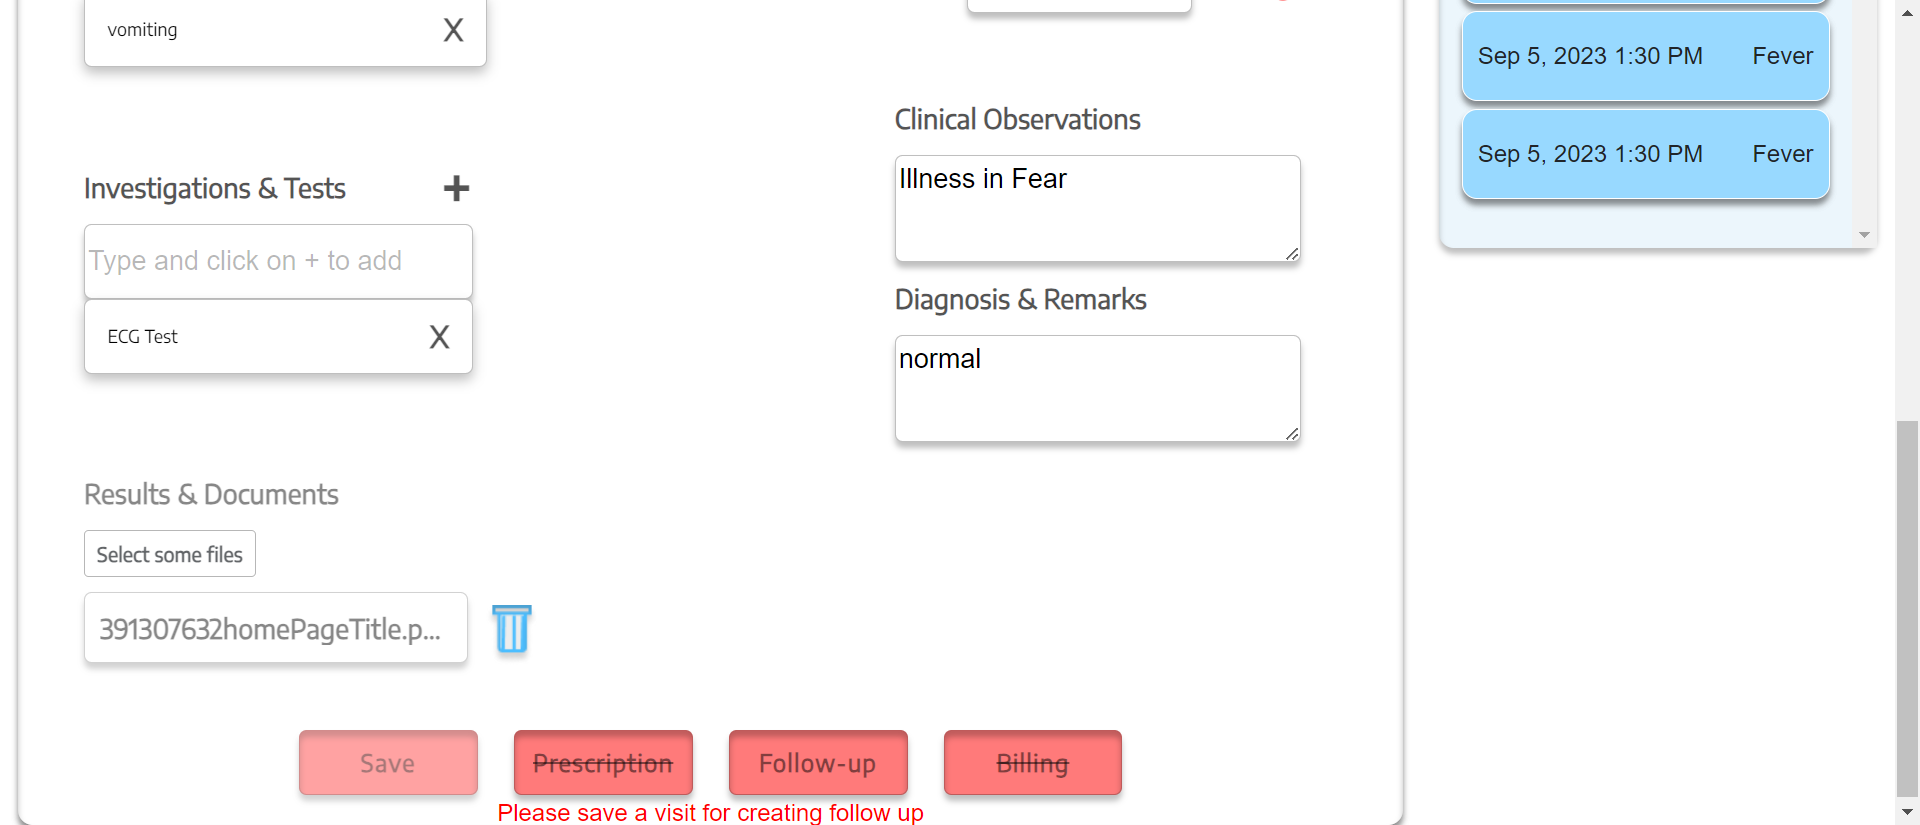 vomiting
X
Investigations & Tests
+
Type and click on + to add
ECG Test
X
Results & Documents
Select some files
391307632homePageTitle.p...
Clinical Observations
Illness in Fear
Diagnosis & Remarks
normal
Save
Prescription
Follow-up
Billing
Please save a visit for creating follow up
Sep 5, 2023 1:30 PM Fever
Sep 5, 2023 1:30 PM Fever